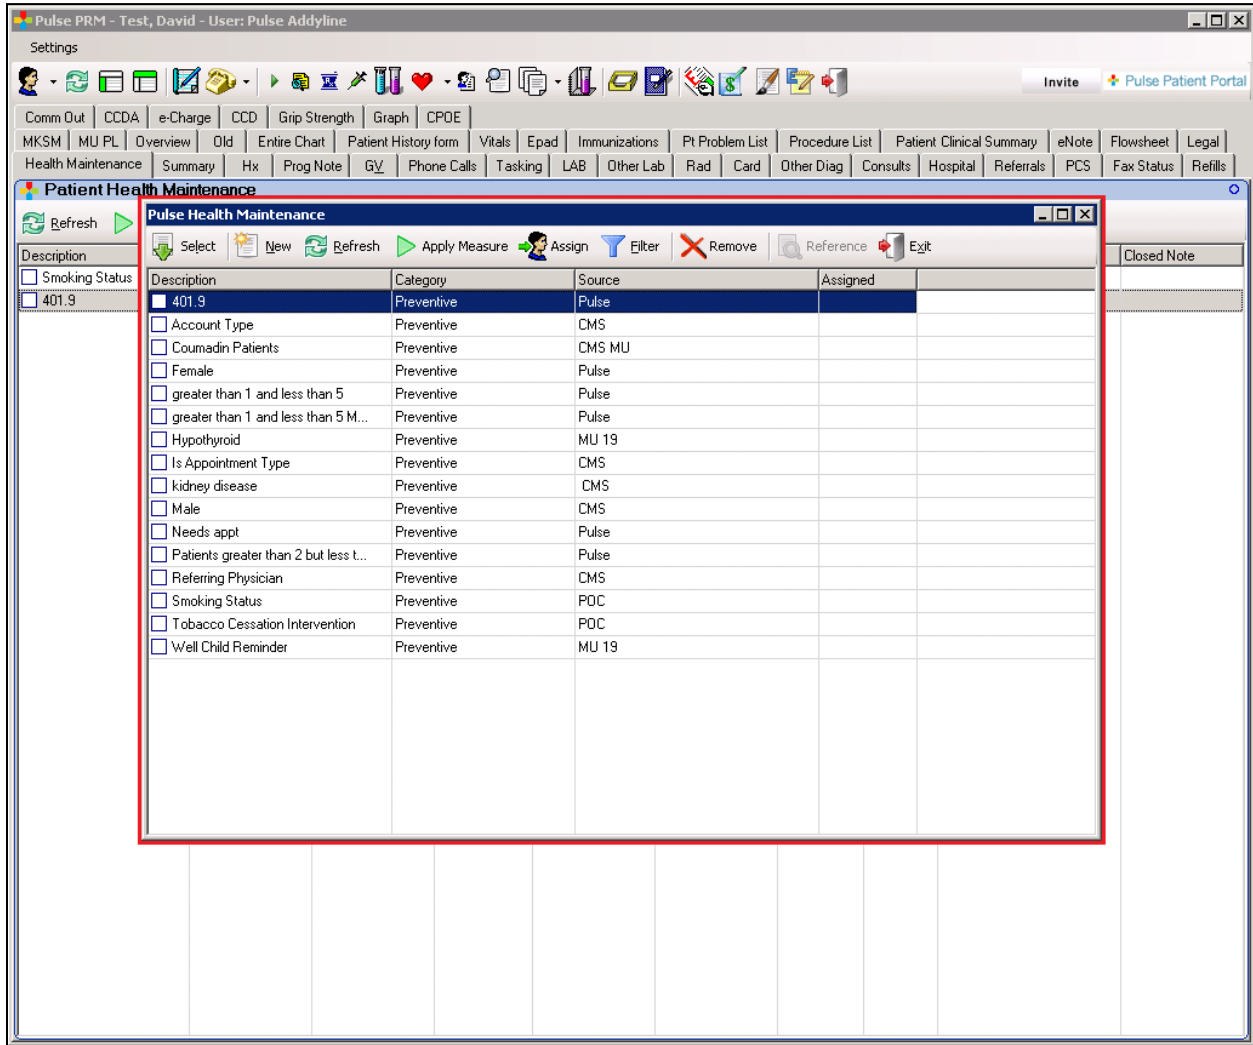 Pulse PRM - Test, David - User: Pulse Addyline
Settings
Invite Pulse Patient Portal
Comm Out CCDA e-Charge CCD Grip Strength Graph CPOE
MKSM MU PL Overview Old Entire Chart Patient History form Vitals Epad Immunizations Pt Problem List Procedure List Patient Clinical Summary eNote Flowsheet Legal
Health Maintenance Summary Hx Prog Note GV Phone Calls Tasking LAB Other Lab Rad Card Other Diag Consults Hospital Referrals PCS Fax Status Refills
Patient Health Maintenance
Refresh
Description Closed Note
Smoking Status
401.9
Pulse Health Maintenance
Select New Refresh Apply Measure Assign Filter Remove Reference Exit
Description Category Source Assigned
401.9 Preventive Pulse
Account Type Preventive CMS
Coumadin Patients Preventive CMS MU
Female Preventive Pulse
greater than 1 and less than 5 Preventive Pulse
greater than 1 and less than 5 M... Preventive Pulse
Hypothyroid Preventive MU 19
Is Appointment Type Preventive CMS
kidney disease Preventive CMS
Male Preventive CMS
Needs appt Preventive Pulse
Patients greater than 2 but less t... Preventive Pulse
Referring Physician Preventive CMS
Smoking Status Preventive POC
Tobacco Cessation Intervention Preventive POC
Well Child Reminder Preventive MU 19